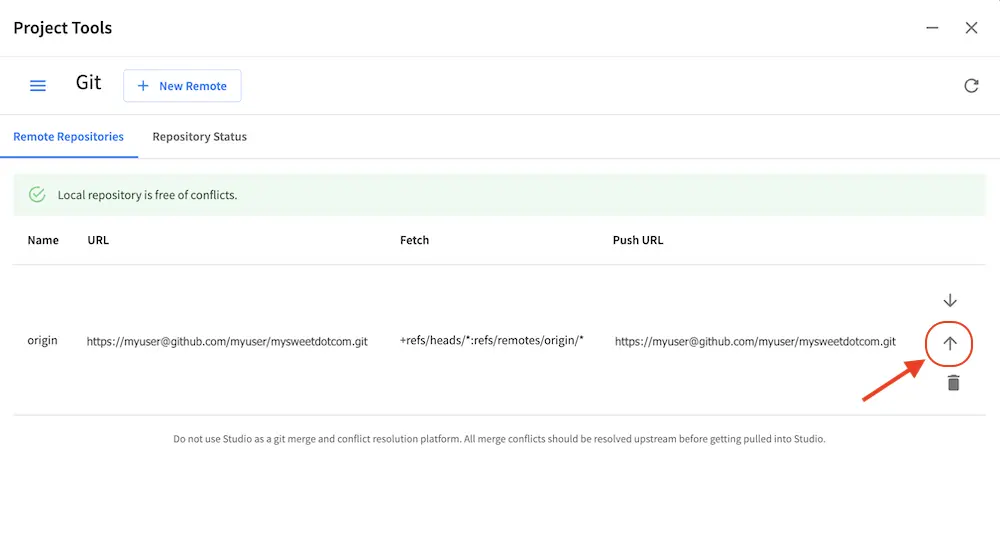 Project Tools
Git
+ New Remote
Remote Repositories
Repository Status
Local repository is free of conflicts.
Name URL Fetch Push URL
origin https://myuser@github.com/myuser/mysweetdotcom.git +refs/heads/*:refs/remotes/origin/* https://myuser@github.com/myuser/mysweetdotcom.git
Do not use Studio as a git merge and conflict resolution platform. All merge conflicts should be resolved upstream before getting pulled into Studio.